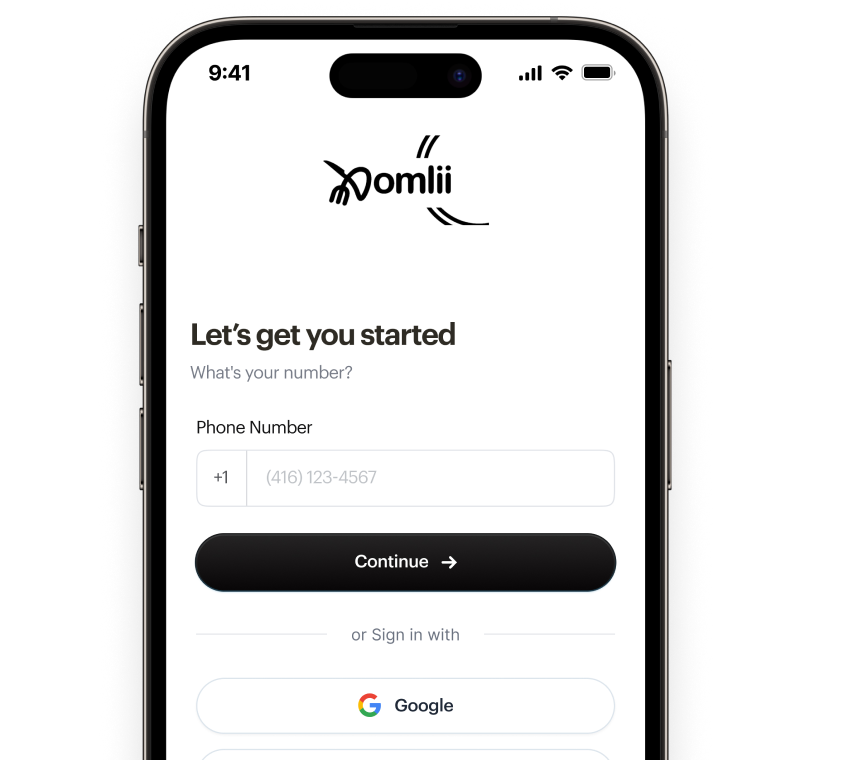 9:41
Domlii
Let's get you started
What's your number?
Phone Number
+1 (416) 123-4567
Continue →
or Sign in with
Google